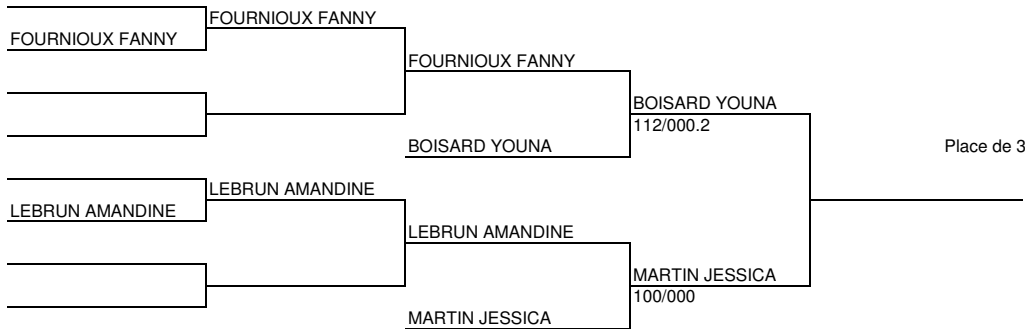 FOURNIOUX FANNY
FOURNIOUX FANNY
FOURNIOUX FANNY
BOISARD YOUNA
112/000.2
BOISARD YOUNA
Place de 3
LEBRUN AMANDINE
LEBRUN AMANDINE
LEBRUN AMANDINE
MARTIN JESSICA
100/000
MARTIN JESSICA